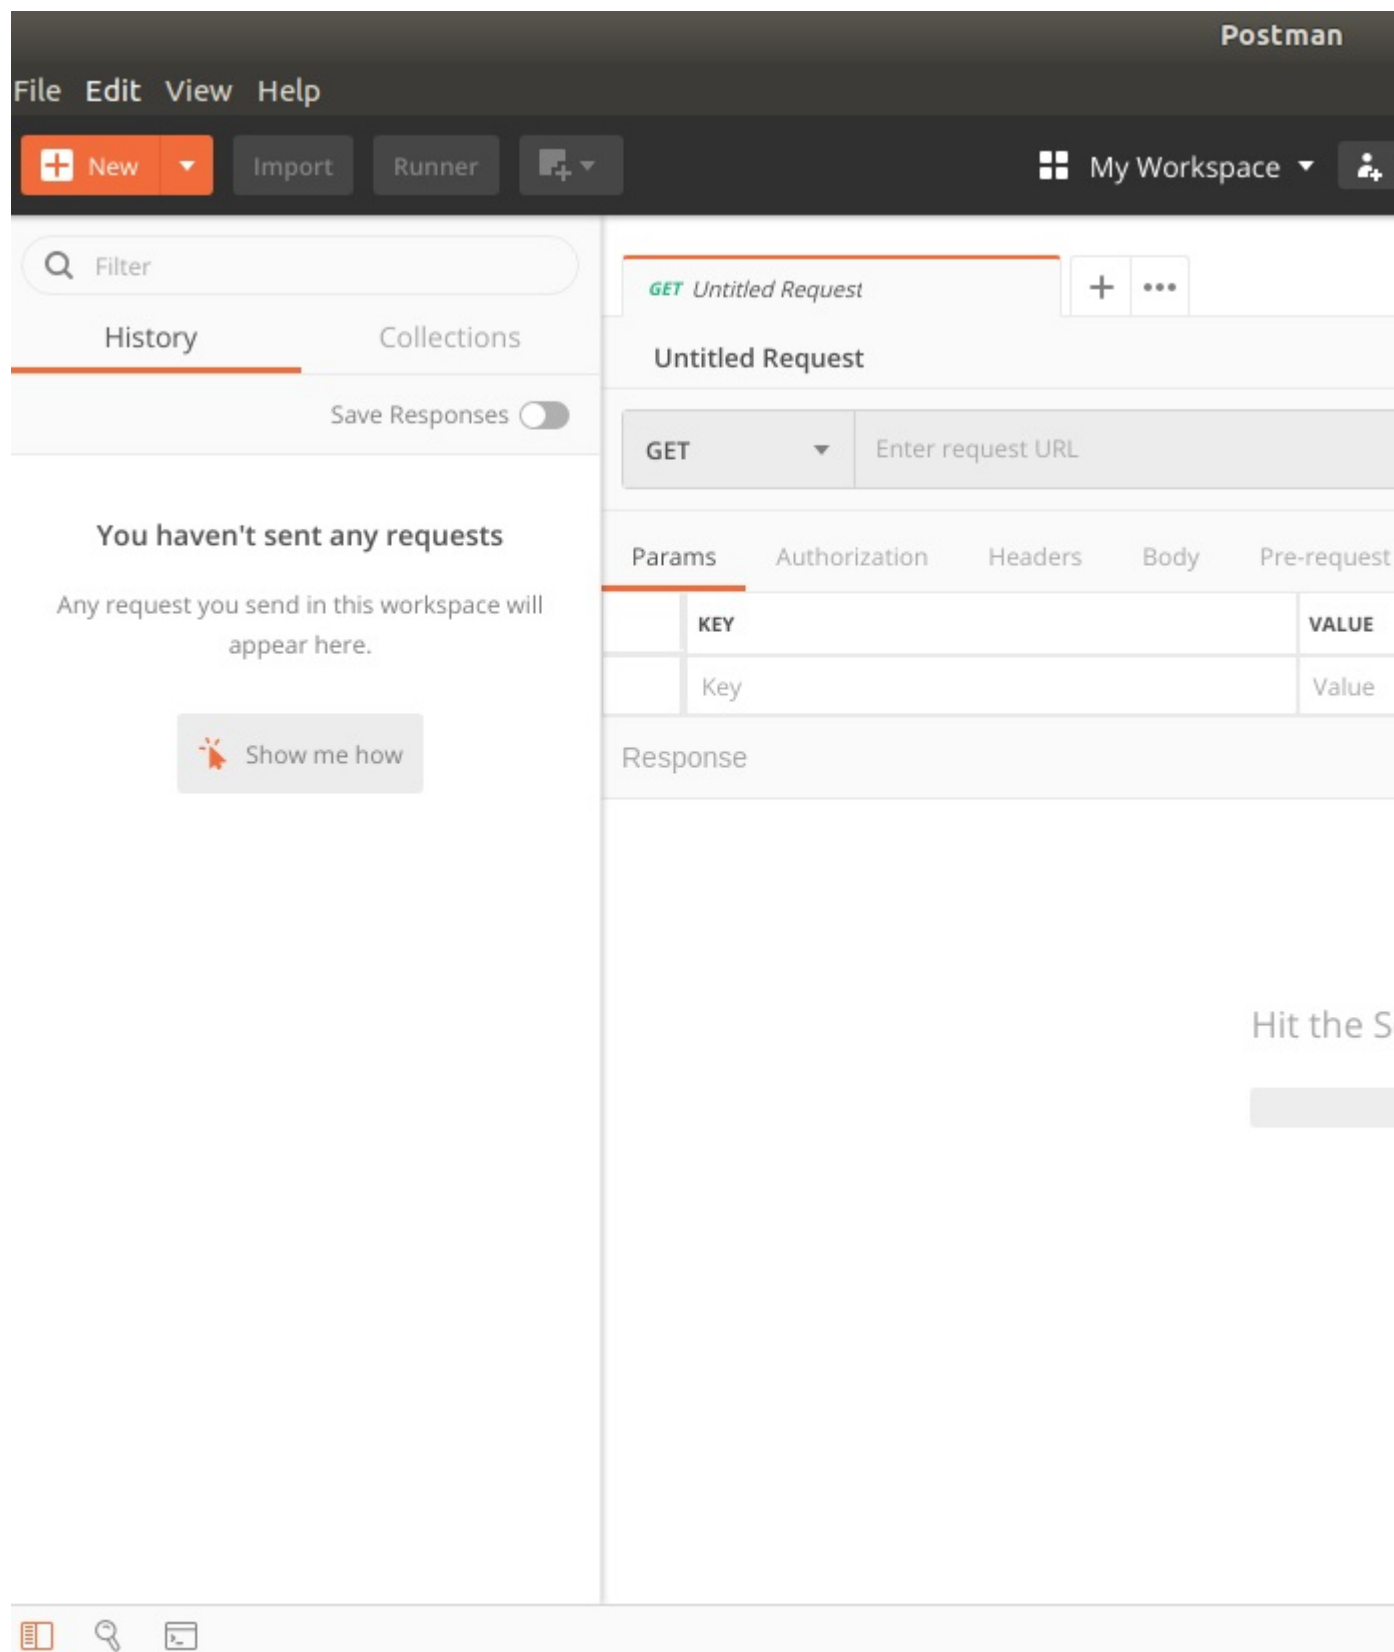 Postman
File Edit View Help
New Import Runner My Workspace
Filter
History Collections
Save Responses
You haven't sent any requests
Any request you send in this workspace will
appear here.
Show me how
GET Untitled Request
Untitled Request
GET Enter request URL
Params Authorization Headers Body Pre-request
KEY VALUE
Key Value
Response
Hit the S